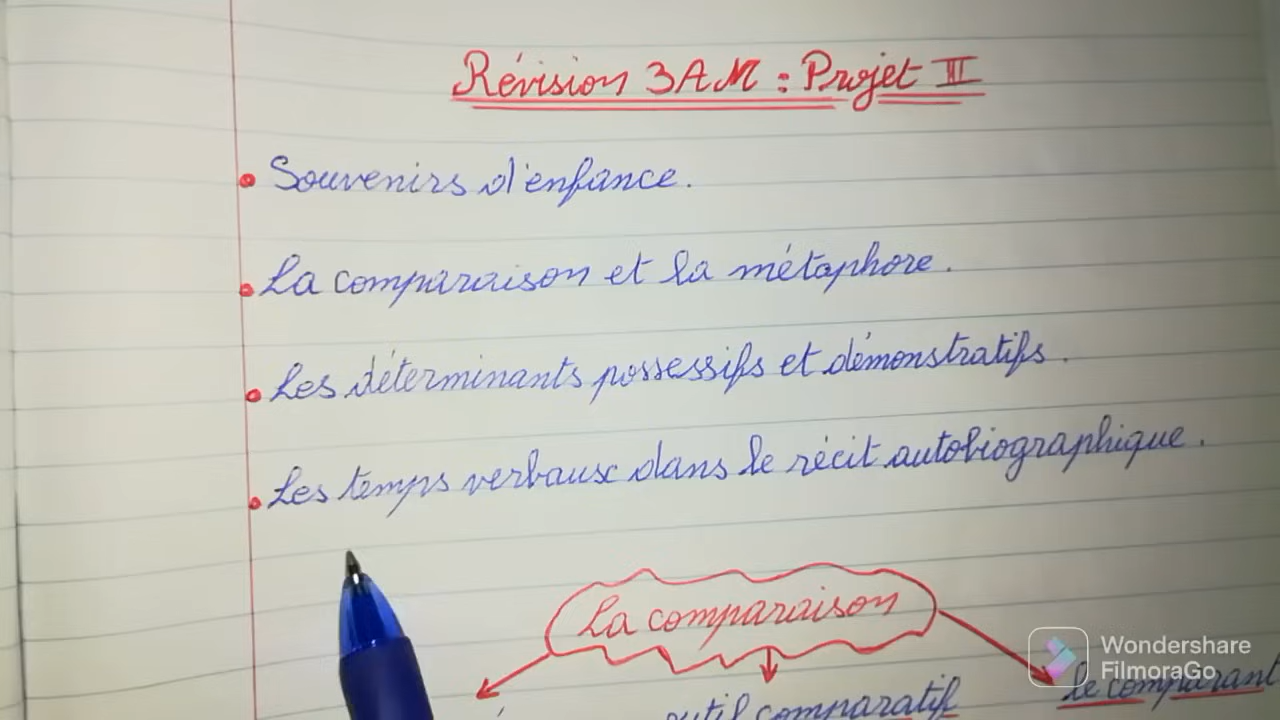 Révision 3AM : Projet II
Souvenirs d'enfance.
La comparaison et la métaphore.
Les déterminants possessifs et démonstratifs.
Les temps verbaux dans le récit autobiographique.
La comparaison
outil comparatif
le comparant
Wondershare
FilmoraGo